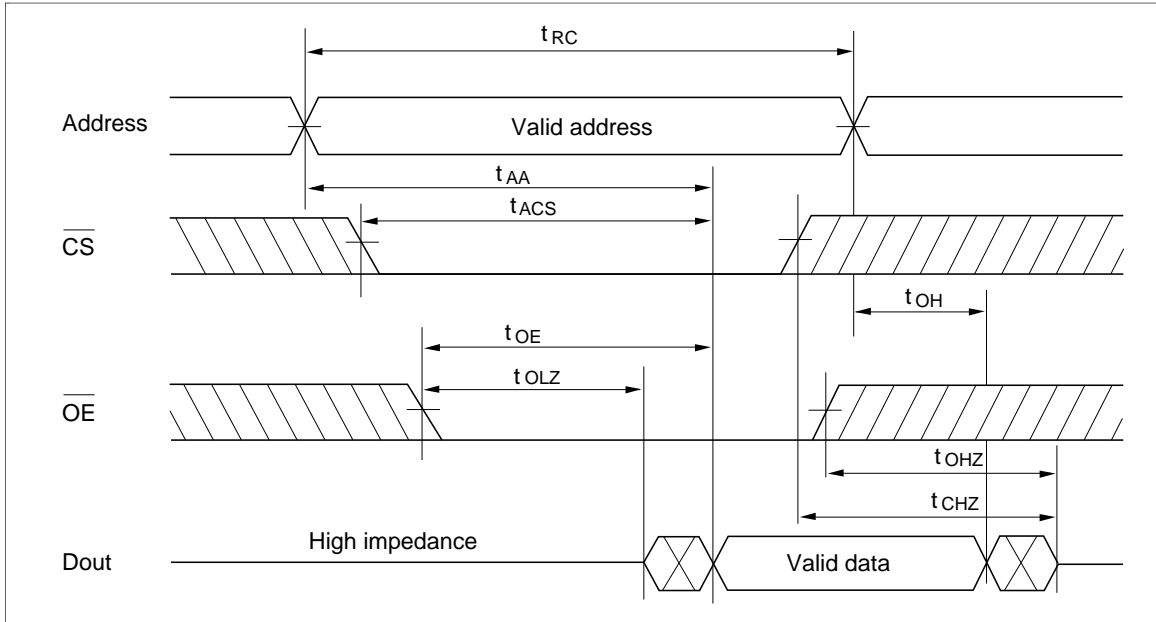 t RC
Address
Valid address
t AA
t ACS
CS
t OH
t OE
t OLZ
OE
t OHZ
t CHZ
High impedance
Dout
Valid data